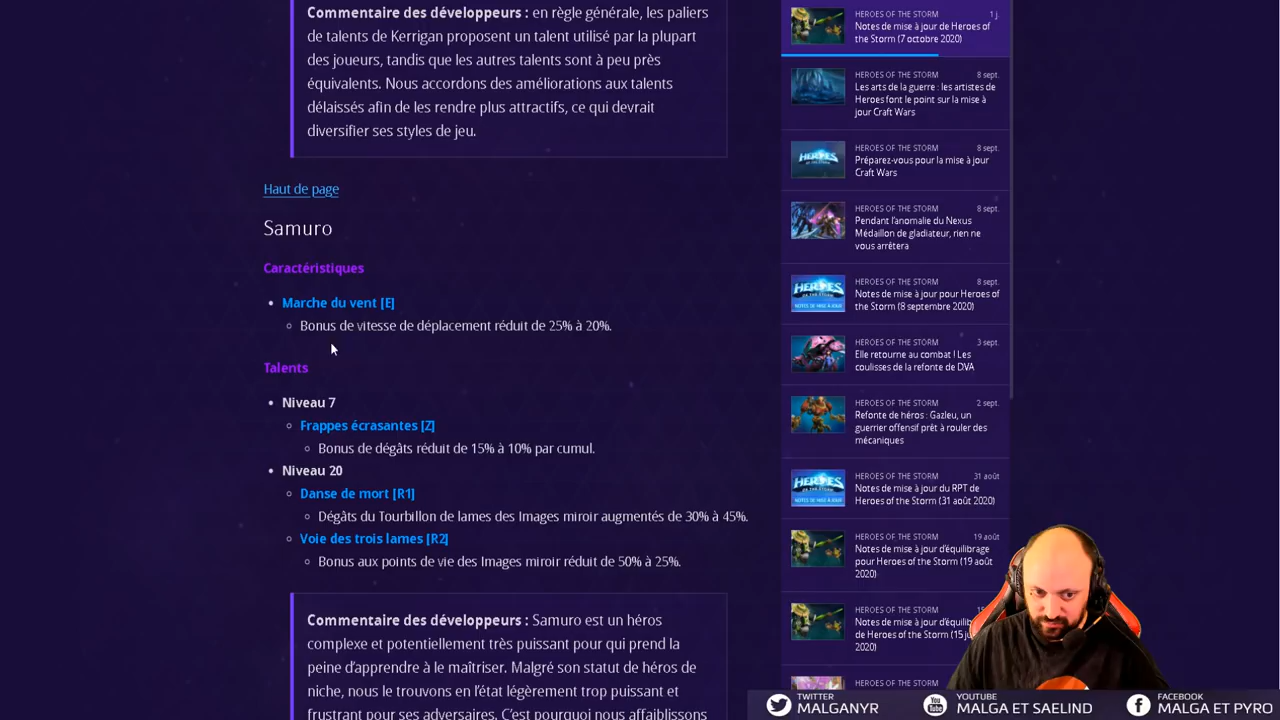 Commentaire des développeurs : en règle générale, les paliers
de talents de Kerrigan proposent un talent utilisé par la plupart
des joueurs, tandis que les autres talents sont à peu près
équivalents. Nous accordons des améliorations aux talents
délaissés afin de les rendre plus attractifs, ce qui devrait
diversifier ses styles de jeu.
Haut de page
Samuro
Caractéristiques
Marche du vent [E]
Bonus de vitesse de déplacement réduit de 25% à 20%.
Talents
Niveau 7
Frappes écrasantes [Z]
Bonus de dégâts réduit de 15% à 10% par cumul.
Niveau 20
Danse de mort [R1]
Dégâts du Tourbillon de lames des Images miroir augmentés de 30% à 45%.
Voie des trois lames [R2]
Bonus aux points de vie des Images miroir réduit de 50% à 25%.
Commentaire des développeurs : Samuro est un héros
complexe et potentiellement très puissant pour qui prend la
peine d'apprendre à le maîtriser. Malgré son statut de héros de
niche, nous le trouvons en l'état légèrement trop puissant et
frustrant pour ses adversaires. C'est pourquoi nous affaiblissons
HEROES OF THE STORM 1 j.
Notes de mise à jour de Heroes of
the Storm (7 octobre 2020)
HEROES OF THE STORM 8 sept.
Les arts de la guerre : les artistes de
Heroes font le point sur la mise à
jour Craft Wars
HEROES OF THE STORM 8 sept.
Préparez-vous pour la mise à jour
Craft Wars
HEROES OF THE STORM 8 sept.
Pendant l'anomalie du Nexus
Médaillon de gladiateur, rien ne
vous arrêtera
HEROES OF THE STORM 8 sept.
Notes de mise à jour pour Heroes of
the Storm (8 septembre 2020)
HEROES OF THE STORM 3 sept.
Elle retourne au combat ! Les
coulisses de la refonte de D.VA
HEROES OF THE STORM 2 sept.
Refonte de héros : Gazleu, un
guerrier offensif prêt à rouler des
mécaniques
HEROES OF THE STORM 31 août
Notes de mise à jour du RPT de
Heroes of the Storm (31 août 2020)
HEROES OF THE STORM 19 août
Notes de mise à jour d'équilibrage
pour Heroes of the Storm (19 août
2020)
HEROES OF THE STORM
Notes de mise à jour
de Heroes of the Storm (15
2020)
HEROES OF THE STORM
TWITTER
MALGANYR
YOUTUBE
MALGA ET SAELIND
FACEBOOK
MALGA ET PYRO